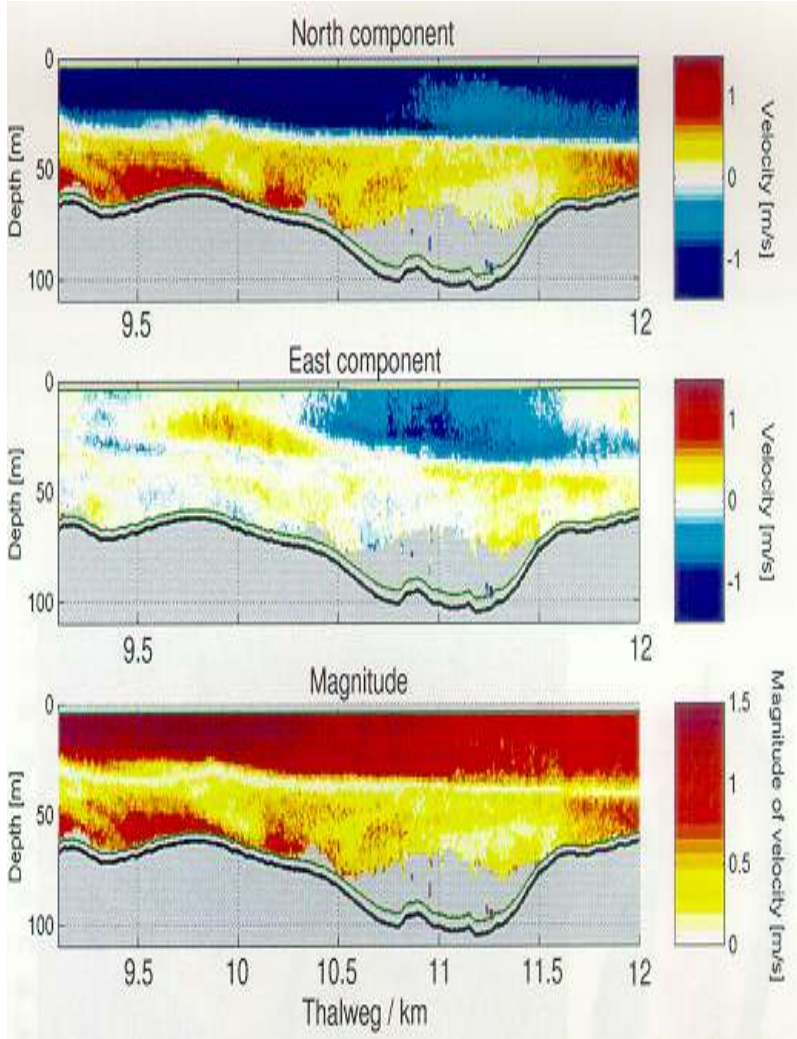 North component
0
50
100
Depth [m]
9.5
12
1
0
-1
Velocity [m/s]
East component
0
50
100
Depth [m]
9.5
12
1
0
-1
Velocity [m/s]
Magnitude
0
50
100
Depth [m]
9.5
10
10.5
11
11.5
12
Thalweg / km
1.5
1
0.5
0
Magnitude of velocity [m/s]